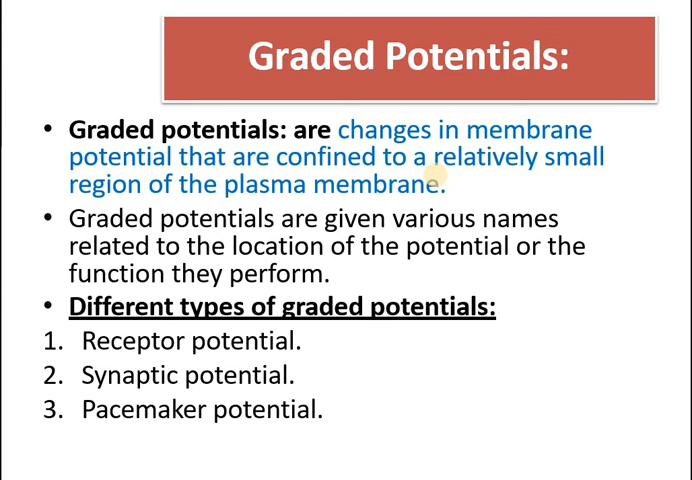 Graded Potentials:
• Graded potentials: are changes in membrane
potential that are confined to a relatively small
region of the plasma membrane.
• Graded potentials are given various names
related to the location of the potential or the
function they perform.
• Different types of graded potentials:
1. Receptor potential.
2. Synaptic potential.
3. Pacemaker potential.